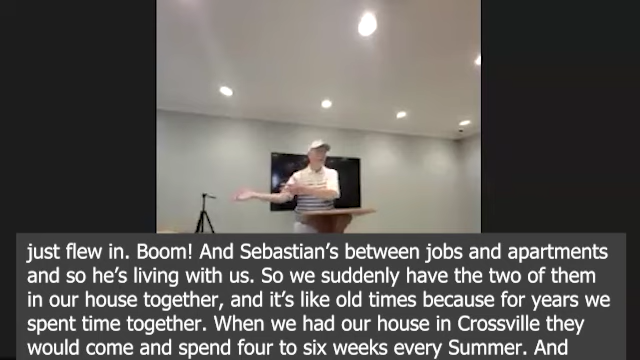 just flew in. Boom! And Sebastian’s between jobs and apartments
and so he’s living with us. So we suddenly have the two of them
in our house together, and it’s like old times because for years we
spent time together. When we had our house in Crossville they
would come and spend four to six weeks every Summer. And